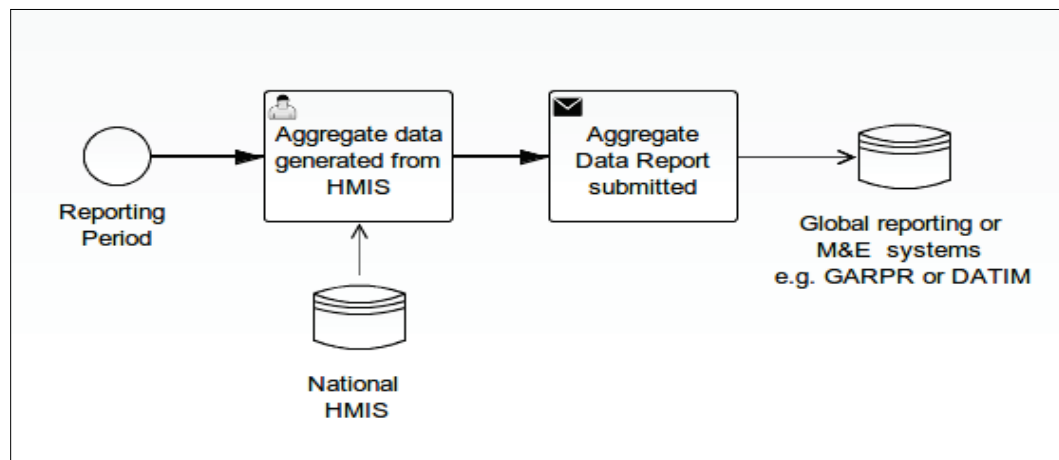 Aggregate data
generated from
HMIS
Aggregate
Data Report
submitted
Reporting
Period
Global reporting or
M&E systems
e.g. GARPR or DATIM
National
HMIS